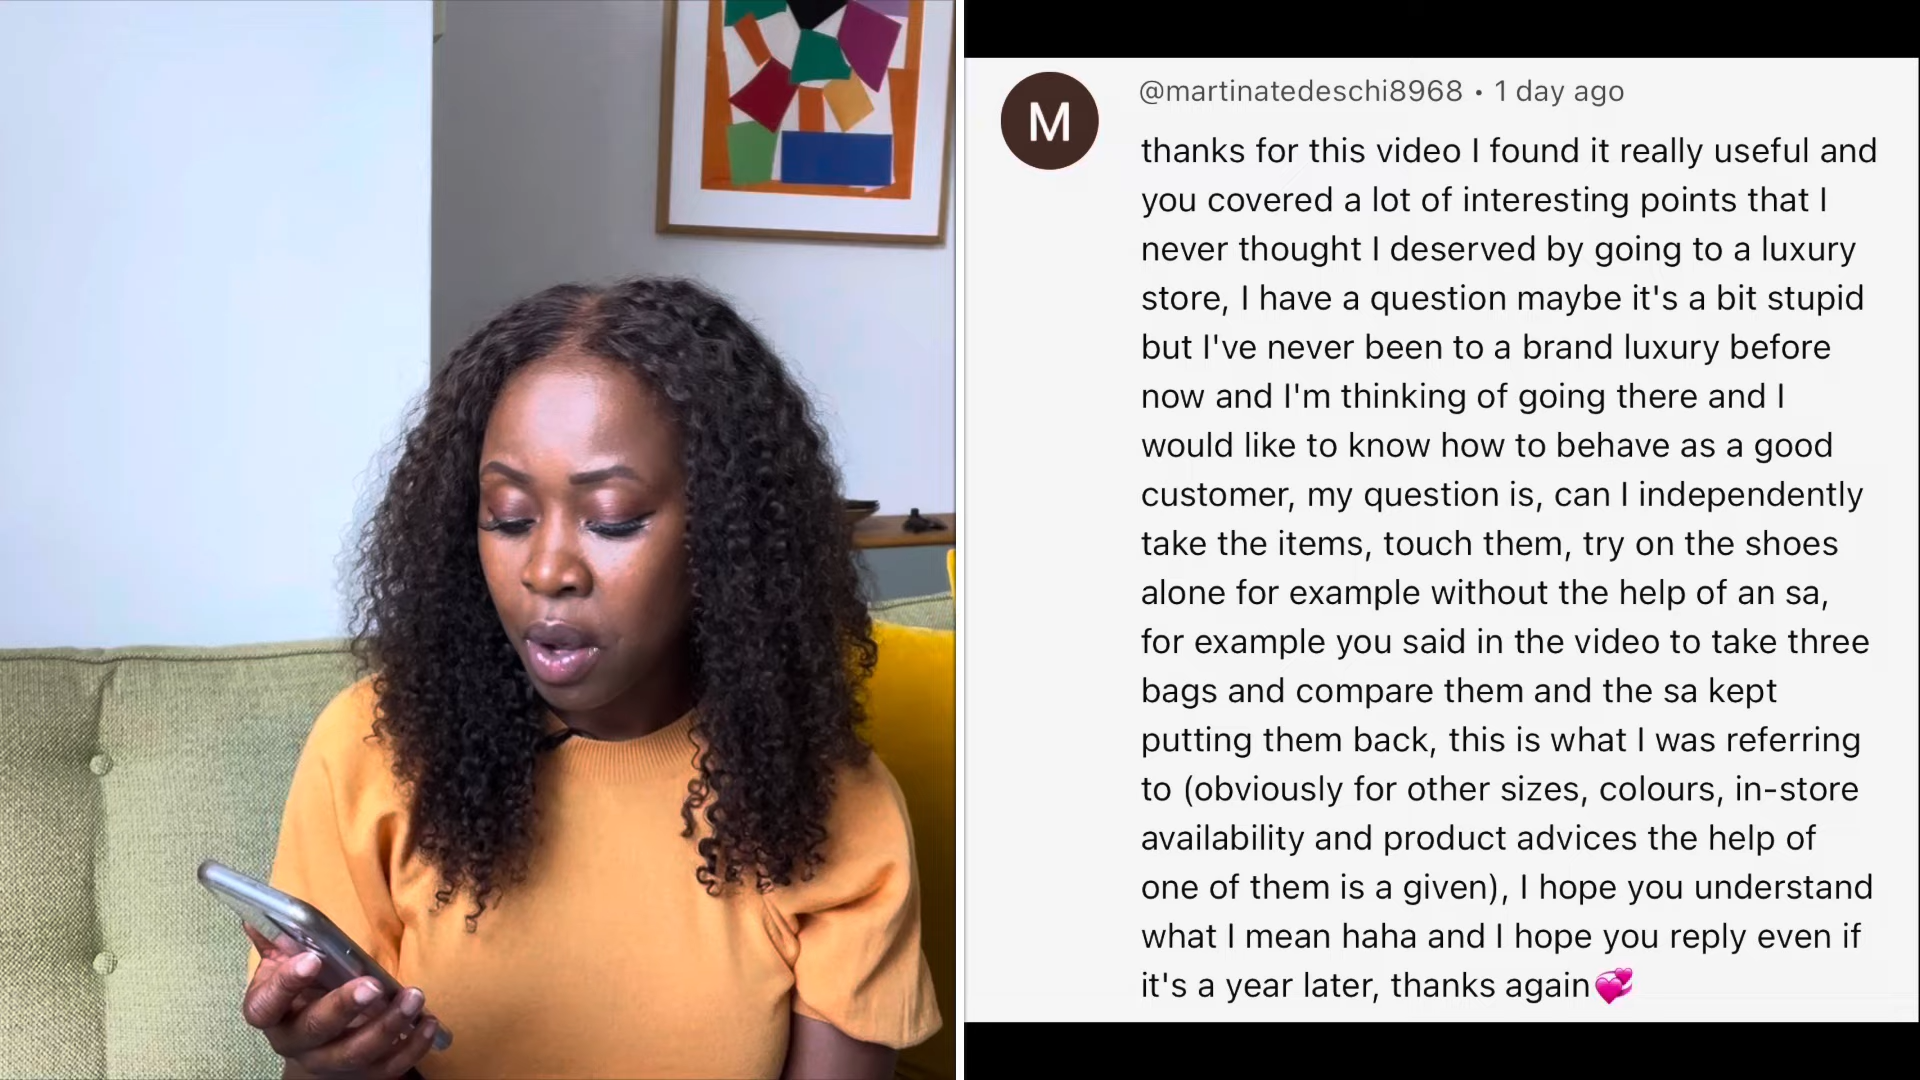 M
@martinatedeschi8968 • 1 day ago
thanks for this video I found it really useful and
you covered a lot of interesting points that I
never thought I deserved by going to a luxury
store, I have a question maybe it's a bit stupid
but I've never been to a brand luxury before
now and I'm thinking of going there and I
would like to know how to behave as a good
customer, my question is, can I independently
take the items, touch them, try on the shoes
alone for example without the help of an sa,
for example you said in the video to take three
bags and compare them and the sa kept
putting them back, this is what I was referring
to (obviously for other sizes, colours, in-store
availability and product advices the help of
one of them is a given), I hope you understand
what I mean haha and I hope you reply even if
it's a year later, thanks again💞